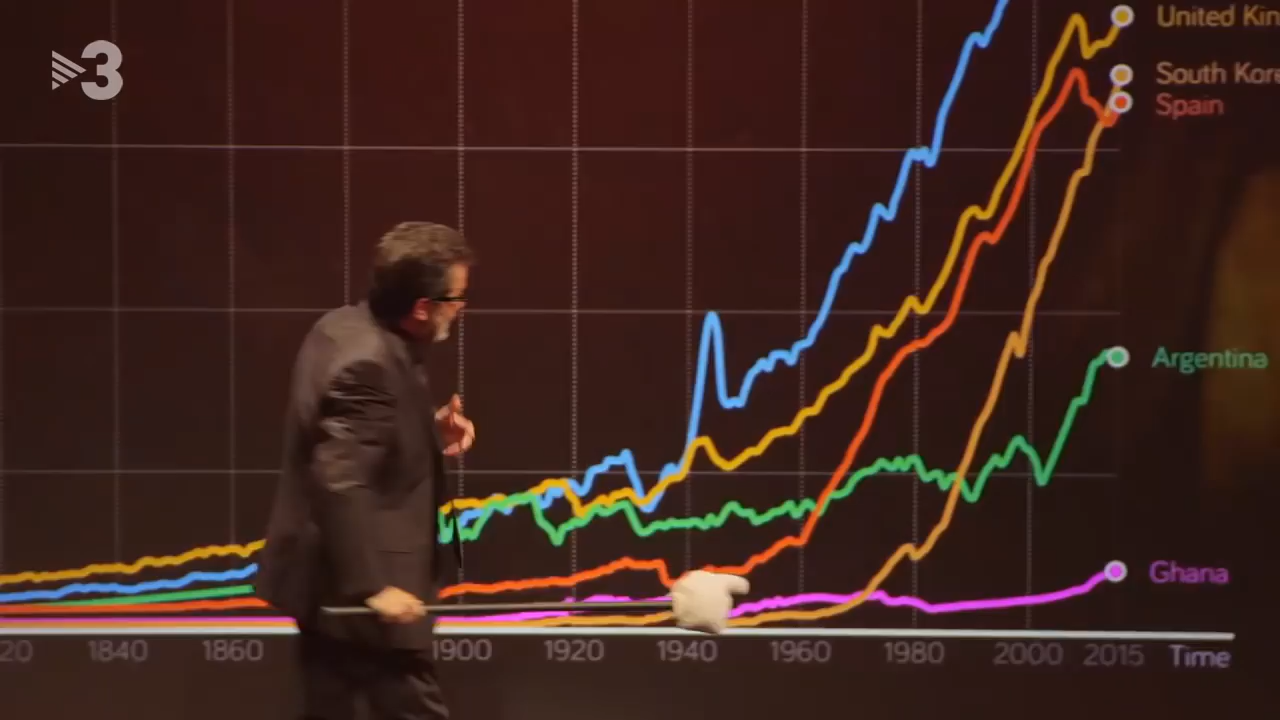 3
United Kin
South Kore
Spain
Argentina
Ghana
20 1840 1860 1900 1920 1940 1960 1980 2000 2015 Time